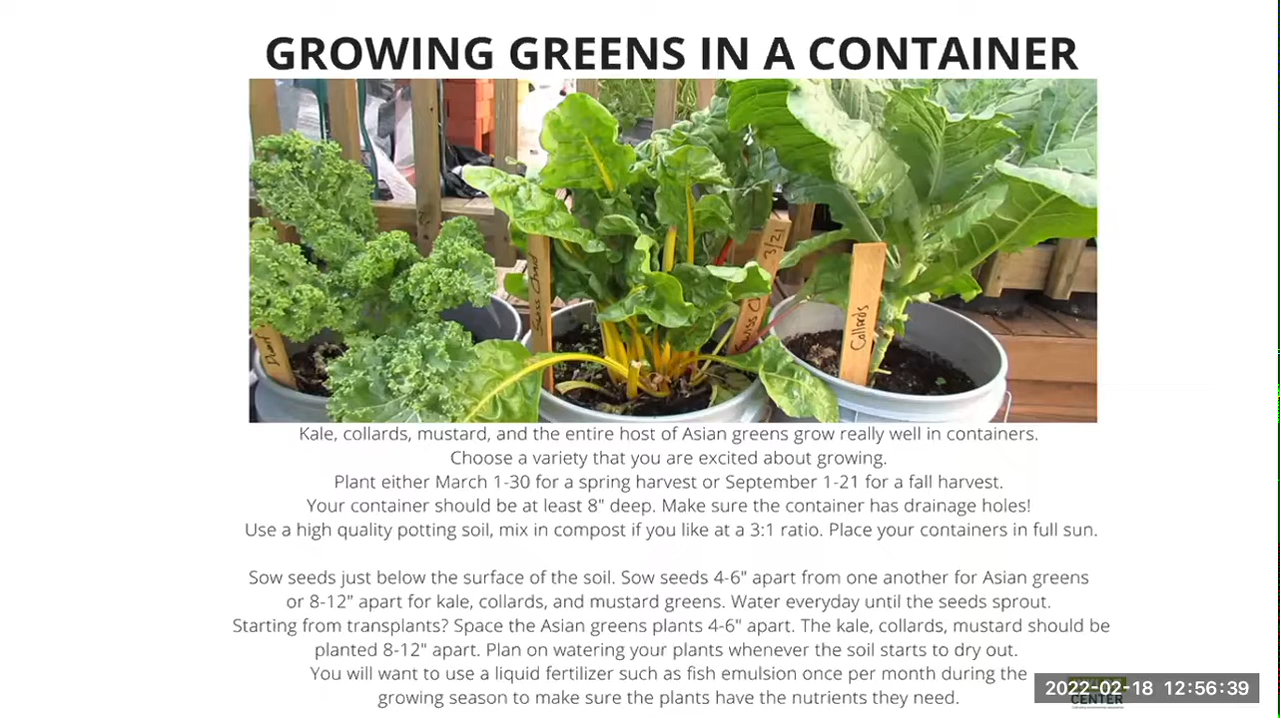 GROWING GREENS IN A CONTAINER
Plant
Swiss Chard
3/21
Swiss C
Collards
Kale, collards, mustard, and the entire host of Asian greens grow really well in containers.
Choose a variety that you are excited about growing.
Plant either March 1-30 for a spring harvest or September 1-21 for a fall harvest.
Your container should be at least 8" deep. Make sure the container has drainage holes!
Use a high quality potting soil, mix in compost if you like at a 3:1 ratio. Place your containers in full sun.
Sow seeds just below the surface of the soil. Sow seeds 4-6" apart from one another for Asian greens
or 8-12" apart for kale, collards, and mustard greens. Water everyday until the seeds sprout.
Starting from transplants? Space the Asian greens plants 4-6" apart. The kale, collards, mustard should be
planted 8-12" apart. Plan on watering your plants whenever the soil starts to dry out.
You will want to use a liquid fertilizer such as fish emulsion once per month during the
growing season to make sure the plants have the nutrients they need.
2022-02-18 12:56:39
CENTER